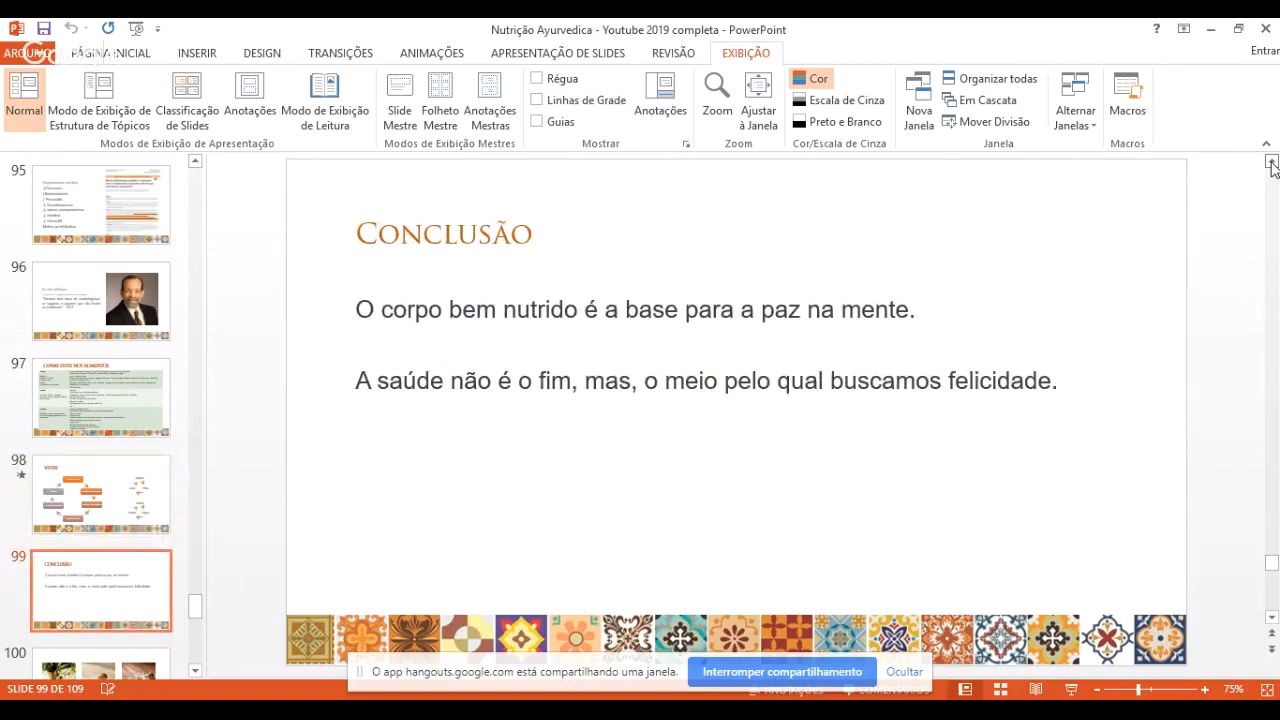 Nutrição Ayurvedica - Youtube 2019 completa - PowerPoint
?
Entrar
ARQUIVO PÁGINA INICIAL INSERIR DESIGN TRANSIÇÕES ANIMAÇÕES APRESENTAÇÃO DE SLIDES REVISÃO EXIBIÇÃO
Normal
Modo de Exibição de
Estrutura de Tópicos
Classificação
de Slides
Anotações
Modo de Exibição
de Leitura
Modos de Exibição de Apresentação
Slide
Mestre
Folheto
Mestre
Anotações
Mestras
Modos de Exibição Mestres
Régua
Linhas de Grade
Guias
Anotações
Mostrar
Zoom
Ajustar
à Janela
Zoom
Cor
Escala de Cinza
Preto e Branco
Cor/Escala de Cinza
Nova
Janela
Organizar todas
Em Cascata
Mover Divisão
Alternar
Janelas
Janela
Macros
Macros
95
96
97
98
99
CONCLUSÃO
100
CONCLUSÃO
O corpo bem nutrido é a base para a paz na mente.
A saúde não é o fim, mas, o meio pelo qual buscamos felicidade.
O app hangouts.google.com está compartilhando uma janela. Interromper compartilhamento Ocultar
SLIDE 99 DE 109
ANOTAÇÕES COMENTÁRIOS
75%